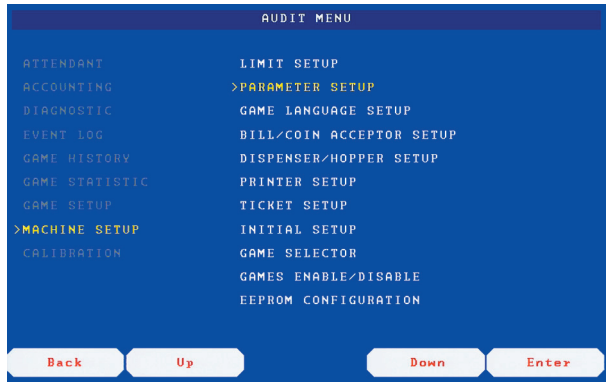 AUDIT MENU
ATTENDANT
ACCOUNTING
DIAGNOSTIC
EVENT LOG
GAME HISTORY
GAME STATISTIC
GAME SETUP
>MACHINE SETUP
CALIBRATION
LIMIT SETUP
>PARAMETER SETUP
GAME LANGUAGE SETUP
BILL/COIN ACCEPTOR SETUP
DISPENSER/HOPPER SETUP
PRINTER SETUP
TICKET SETUP
INITIAL SETUP
GAME SELECTOR
GAMES ENABLE/DISABLE
EEPROM CONFIGURATION
Back Up Down Enter